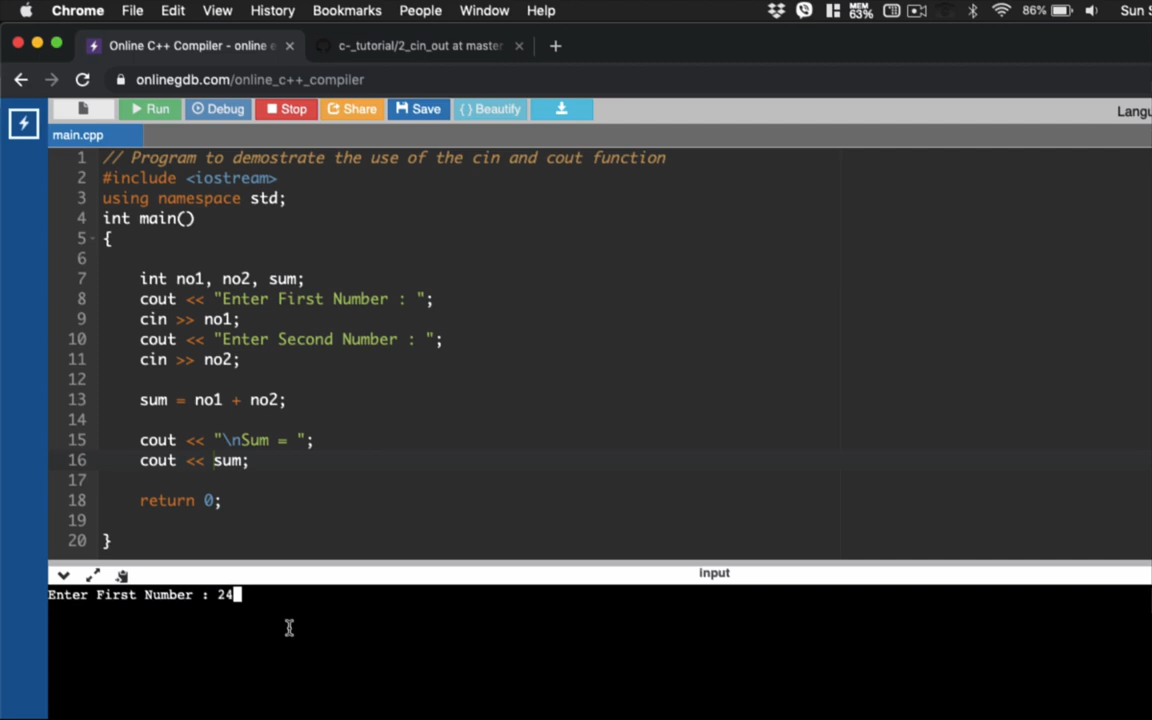 Chrome File Edit View History Bookmarks People Window Help MEM 63% 86% Sun
Online C++ Compiler - online e c-_tutorial/2_cin_out at master
onlinegdb.com/online_c++_compiler
Run Debug Stop Share Save {} Beautify Langu
main.cpp
1 // Program to demostrate the use of the cin and cout function
2 #include <iostream>
3 using namespace std;
4 int main()
5 {
6
7 int no1, no2, sum;
8 cout << "Enter First Number : ";
9 cin >> no1;
10 cout << "Enter Second Number : ";
11 cin >> no2;
12
13 sum = no1 + no2;
14
15 cout << "\nSum = ";
16 cout << sum;
17
18 return 0;
19
20 }
input
Enter First Number : 24